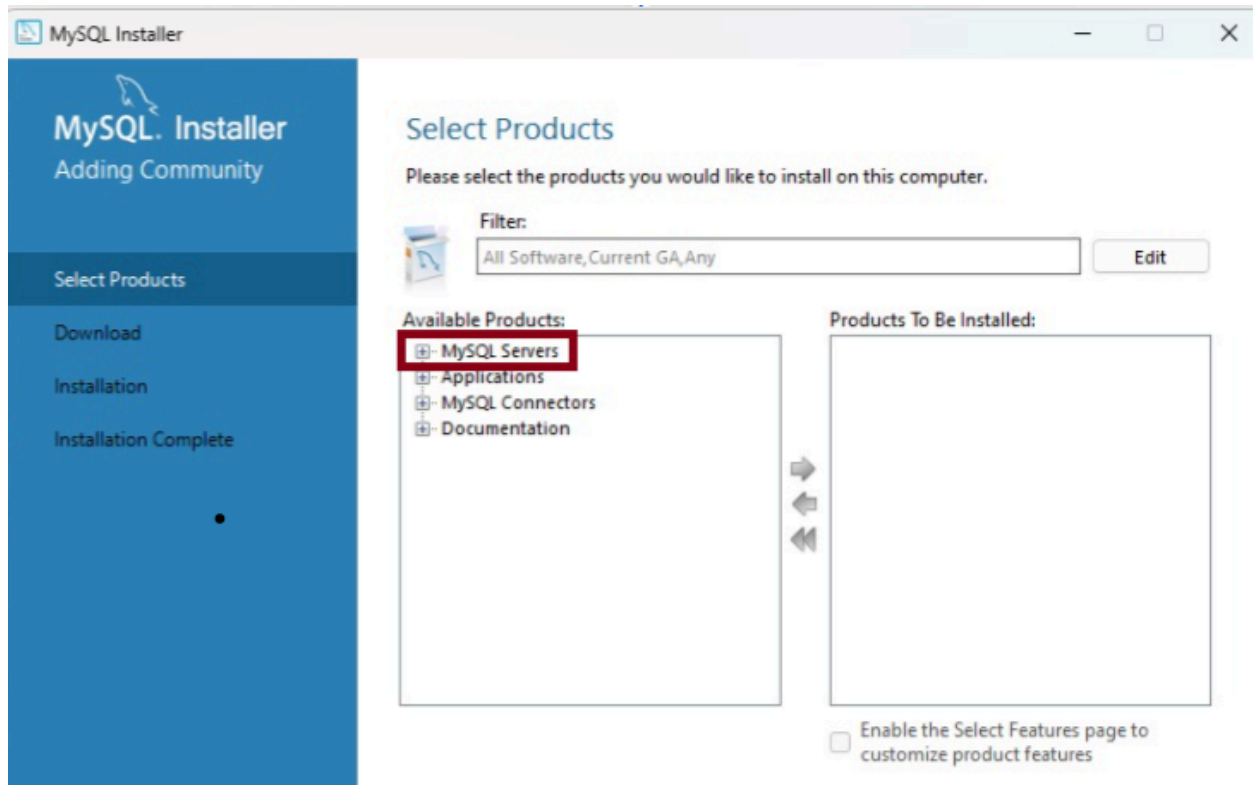 MySQL Installer
MySQL. Installer
Adding Community
Select Products
Download
Installation
Installation Complete
Select Products
Please select the products you would like to install on this computer.
Filter:
All Software,Current GA,Any
Edit
Available Products:
MySQL Servers
Applications
MySQL Connectors
Documentation
Products To Be Installed:
Enable the Select Features page to
customize product features